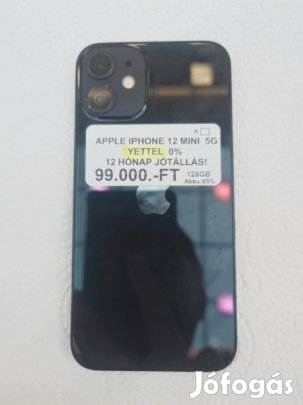 A
APPLE IPHONE 12 MINI 5G
YETTEL 0%
12 HÓNAP JÓTÁLLÁS!
99.000.-FT 128GB
Akku: 85%
Jófogás